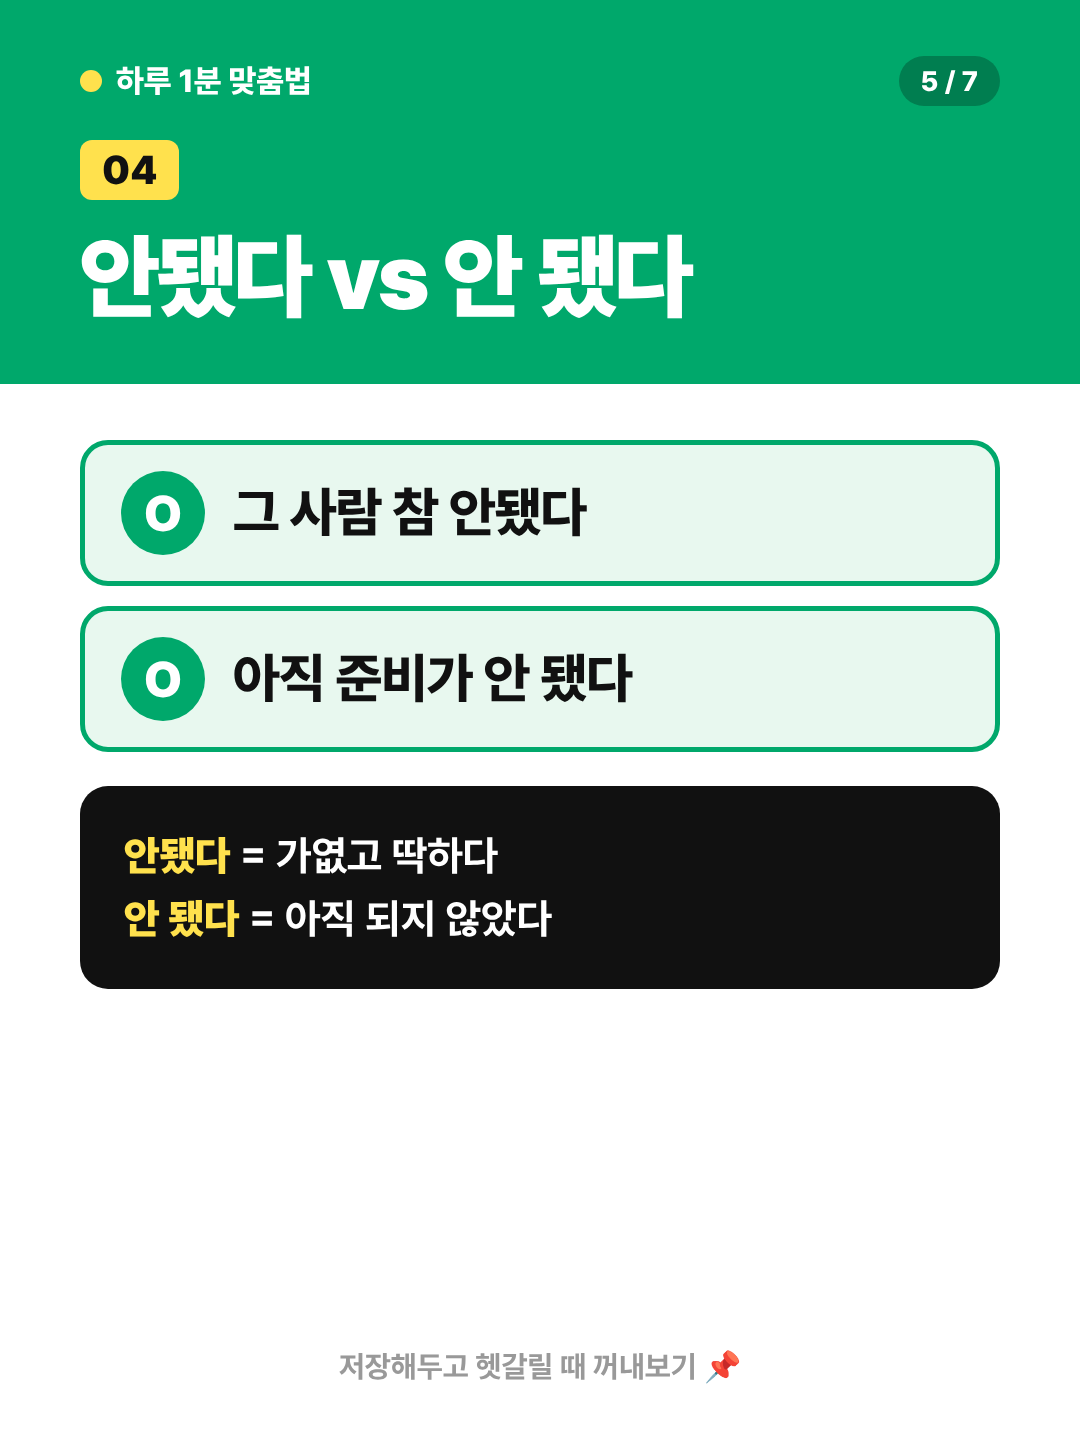 하루 1분 맞춤법
5 / 7
04
안됐다 vs 안 됐다
O 그 사람 참 안됐다
O 아직 준비가 안 됐다
안됐다 = 가엾고 딱하다
안 됐다 = 아직 되지 않았다
저장해두고 헷갈릴 때 꺼내보기 📌